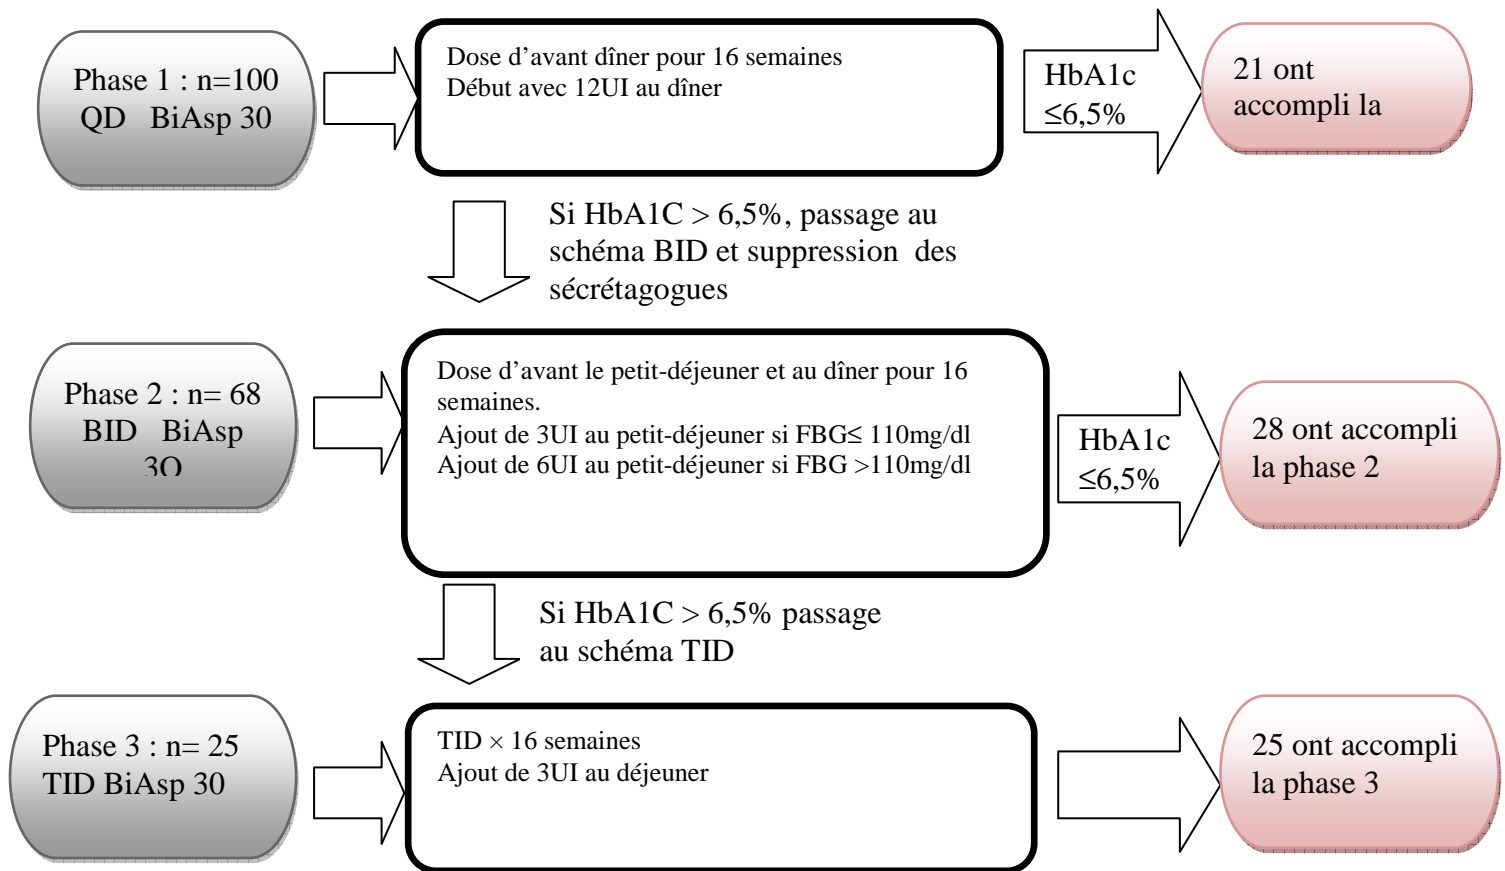 Phase 1 : n=100
QD BiAsp 30
Dose d’avant dîner pour 16 semaines
Début avec 12UI au dîner
HbA1c
≤6,5%
21 ont
accompli la
Si HbA1C > 6,5%, passage au
schéma BID et suppression des
sécrétagogues
Phase 2 : n= 68
BID BiAsp
3O
Dose d’avant le petit-déjeuner et au dîner pour 16
semaines.
Ajout de 3UI au petit-déjeuner si FBG≤ 110mg/dl
Ajout de 6UI au petit-déjeuner si FBG >110mg/dl
HbA1c
≤6,5%
28 ont accompli
la phase 2
Si HbA1C > 6,5% passage
au schéma TID
Phase 3 : n= 25
TID BiAsp 30
TID × 16 semaines
Ajout de 3UI au déjeuner
25 ont accompli
la phase 3